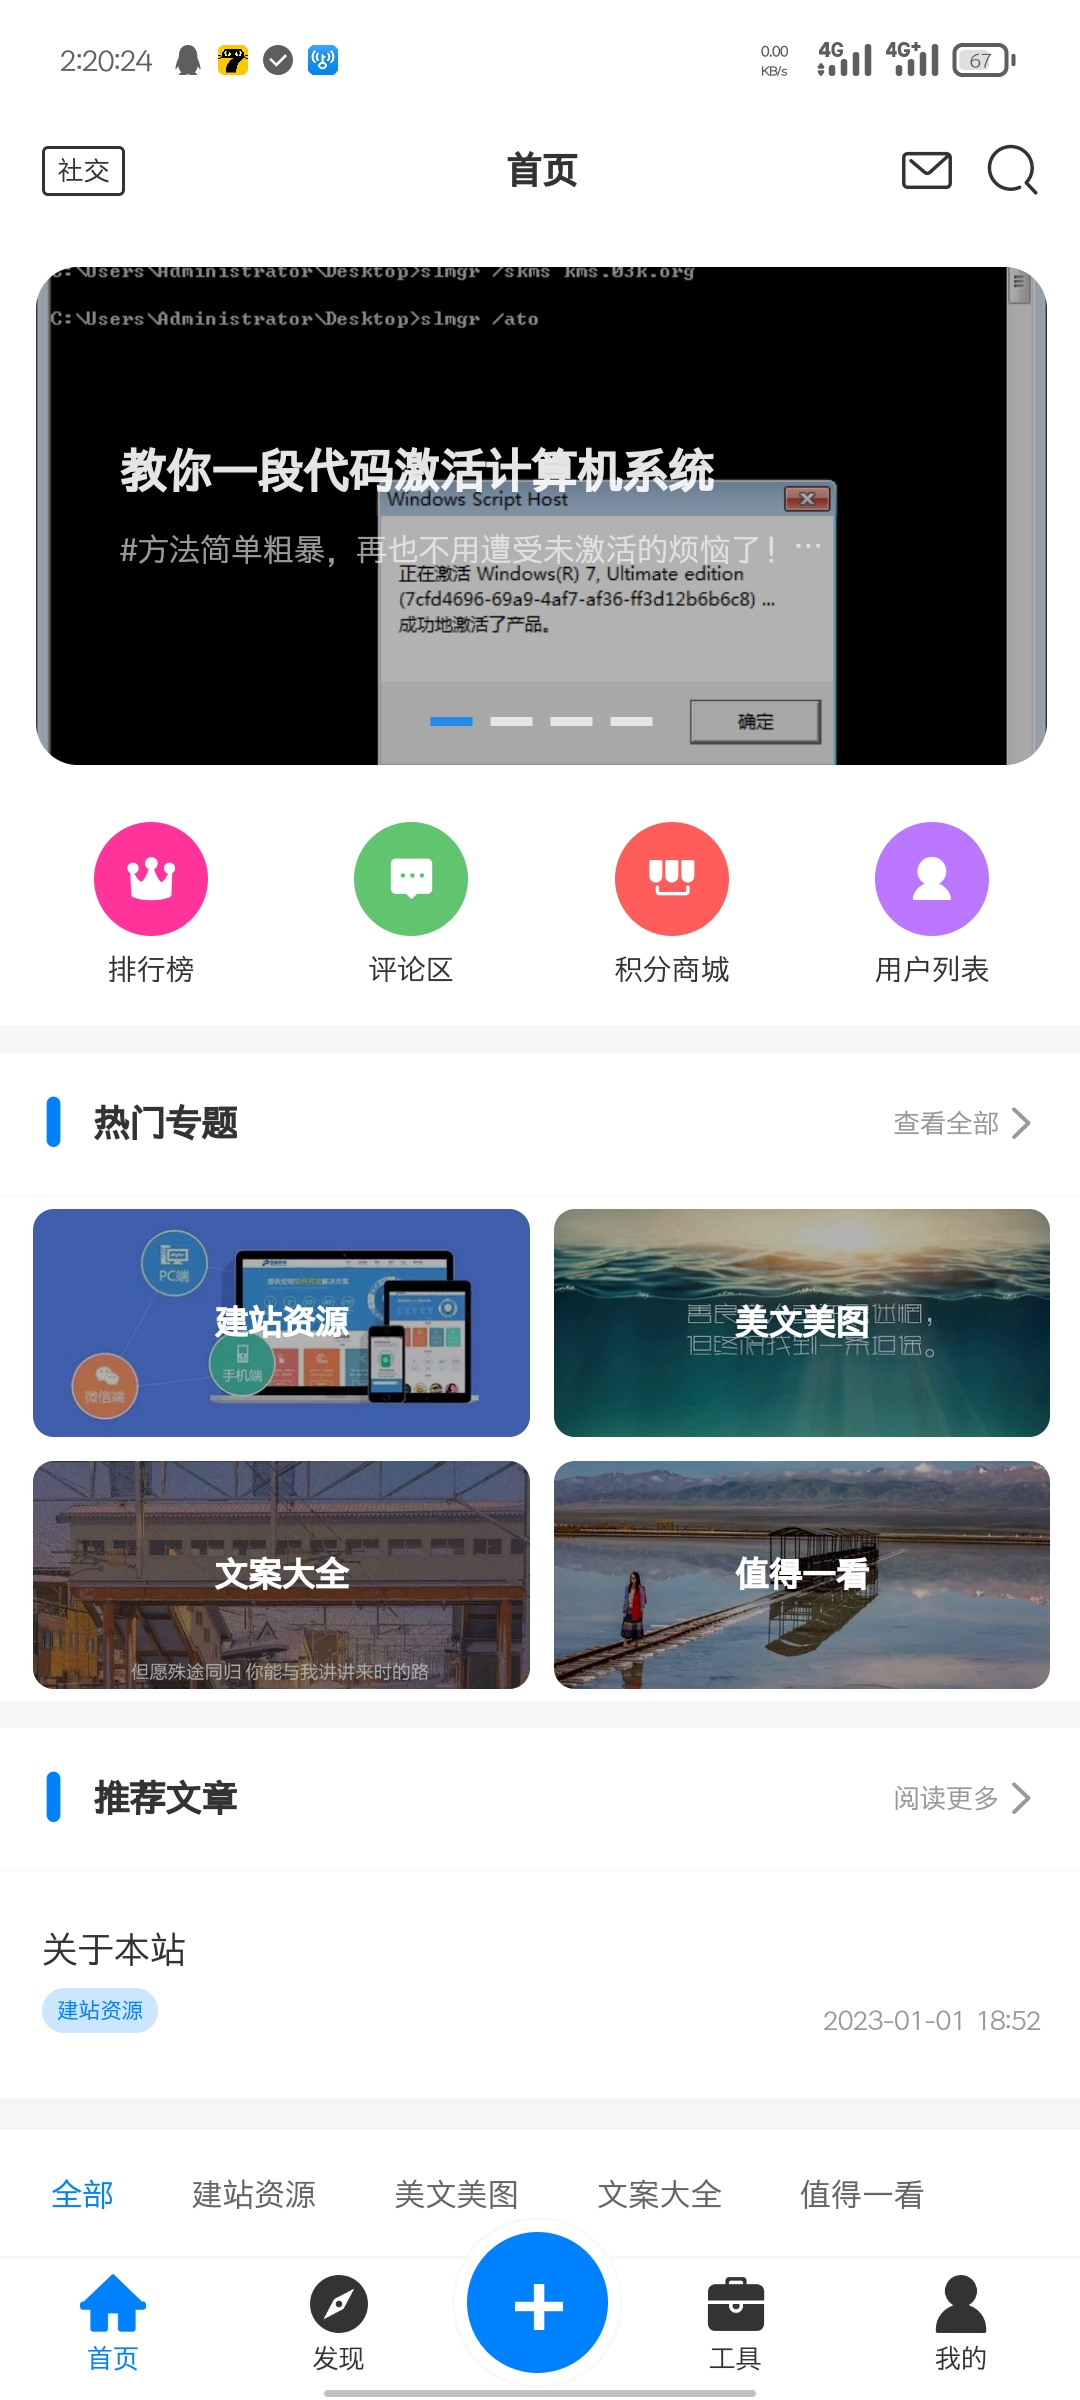 2:20:24
0.00
KB/s
4G
4G+
67
社交
首页
C:\Users\Administrator\Desktop>slmgr /skms kms.03k.org
C:\Users\Administrator\Desktop>slmgr /ato
教你一段代码激活计算机系统
Windows Script Host
#方法简单粗暴，再也不用遭受未激活的烦恼了！…
正在激活 Windows(R) 7, Ultimate edition
(7cfd4696-69a9-4af7-af36-ff3d12b6b6c8) ...
成功地激活了产品。
确定
排行榜
评论区
积分商城
用户列表
热门专题
查看全部
PC端
建站资源
手机端
微信端
美文美图
文案大全
但愿殊途同归 你能与我讲讲来时的路
值得一看
推荐文章
阅读更多
关于本站
建站资源
2023-01-01 18:52
全部
建站资源
美文美图
文案大全
值得一看
首页
发现
工具
我的